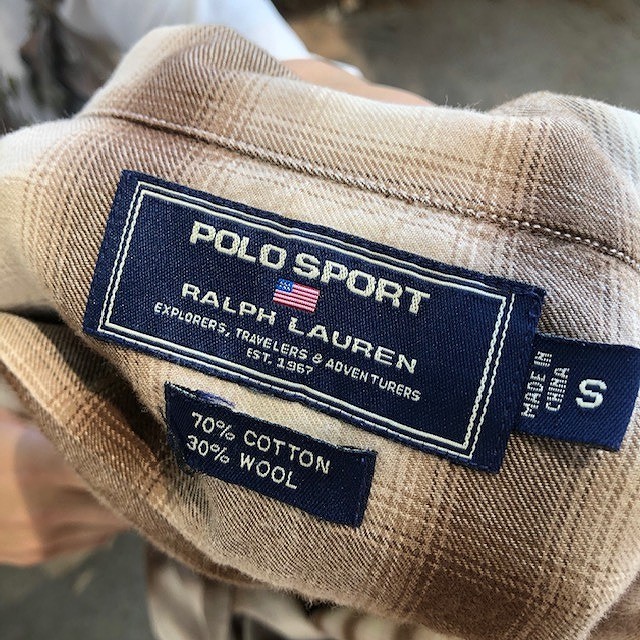 POLO SPORT
RALPH LAUREN
EXPLORERS, TRAVELERS & ADVENTURERS
EST. 1967
MADE IN
CHINA
S
70% COTTON
30% WOOL